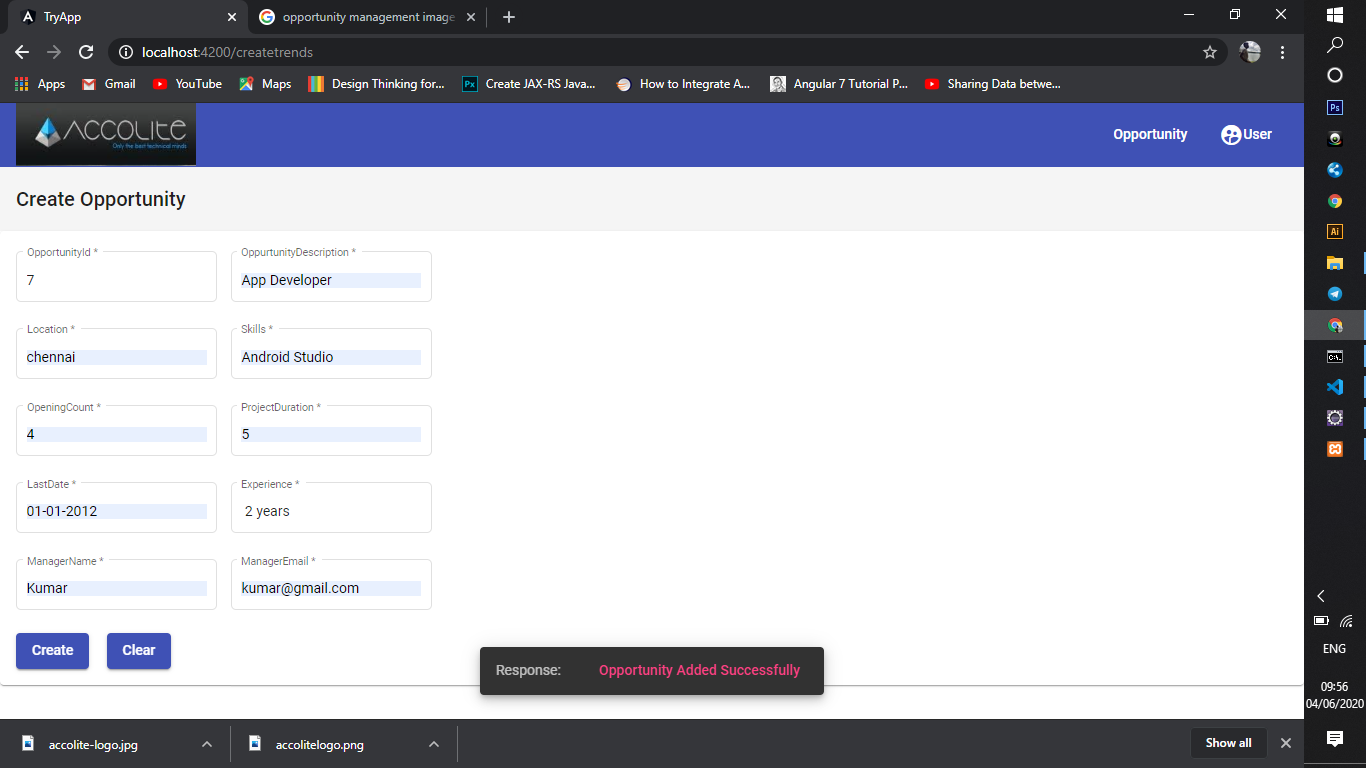 TryApp
opportunity management image
localhost:4200/createtrends
Apps
Gmail
YouTube
Maps
Design Thinking for...
Px
Create JAX-RS Java...
How to Integrate A...
Angular 7 Tutorial P...
Sharing Data betwe...
ACCOLITE
Only the best technical minds
Opportunity
User
Create Opportunity
OpportunityId *
7
OppurtunityDescription *
App Developer
Location *
chennai
Skills *
Android Studio
OpeningCount *
4
ProjectDuration *
5
LastDate *
01-01-2012
Experience *
2 years
ManagerName *
Kumar
ManagerEmail *
kumar@gmail.com
Create
Clear
Response:
Opportunity Added Successfully
accolite-logo.jpg
accolitelogo.png
Show all
Ps
Ai
C:\.
ENG
09:56
04/06/2020